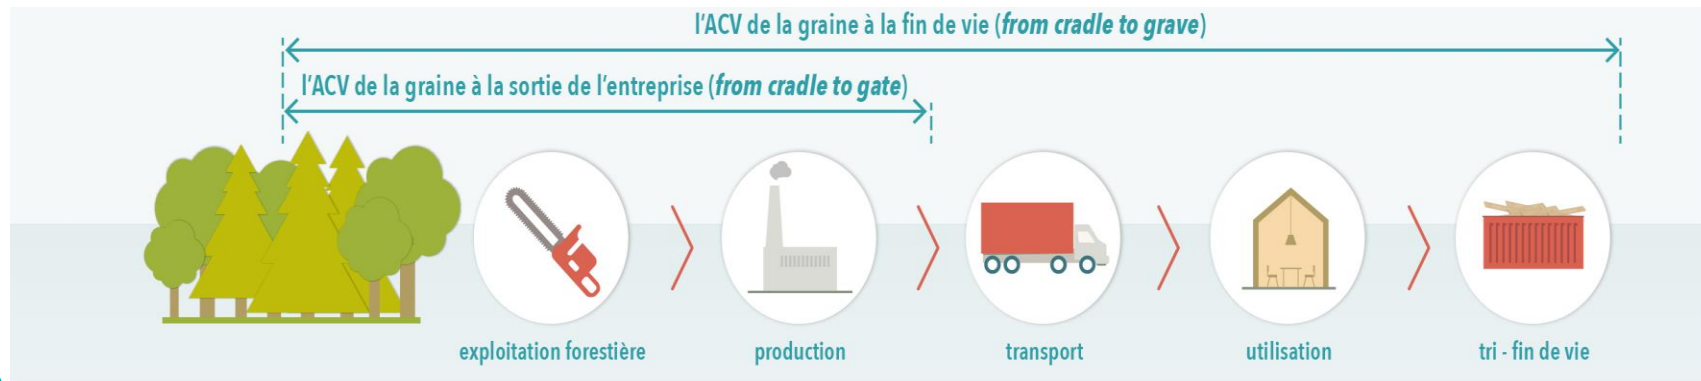 l’ACV de la graine à la fin de vie (from cradle to grave)
l’ACV de la graine à la sortie de l’entreprise (from cradle to gate)
exploitation forestière
production
transport
utilisation
tri - fin de vie